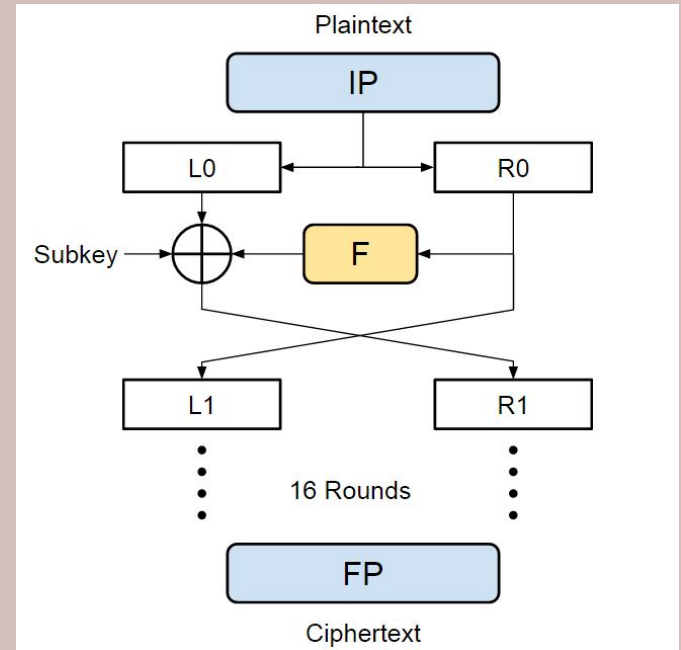 Plaintext
IP
L0
R0
Subkey
F
L1
R1
16 Rounds
FP
Ciphertext